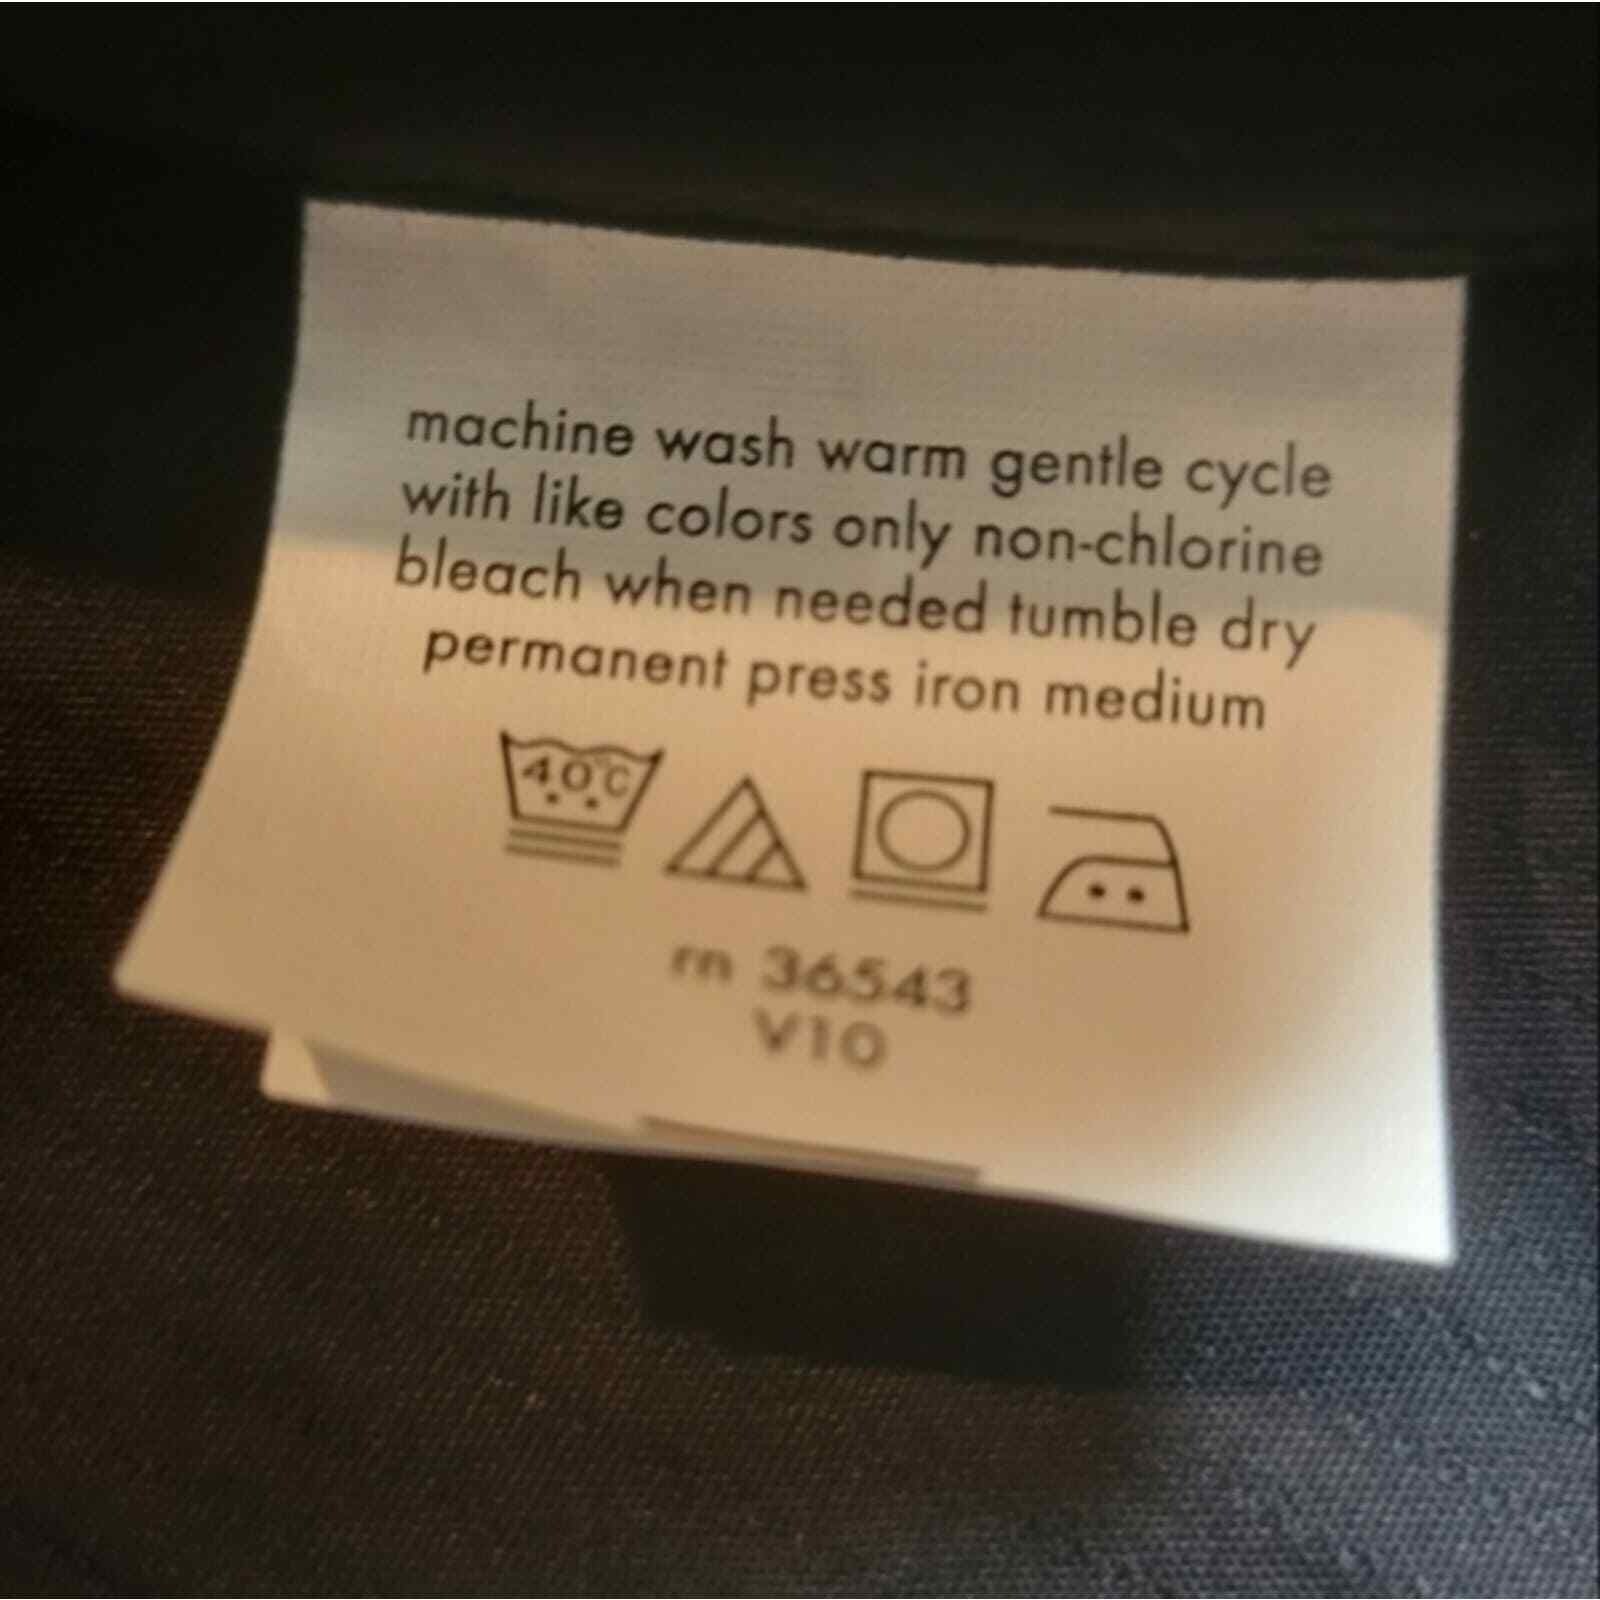 machine wash warm gentle cycle
with like colors only non-chlorine
bleach when needed tumble dry
permanent press iron medium
40°C
rn 36543
V10